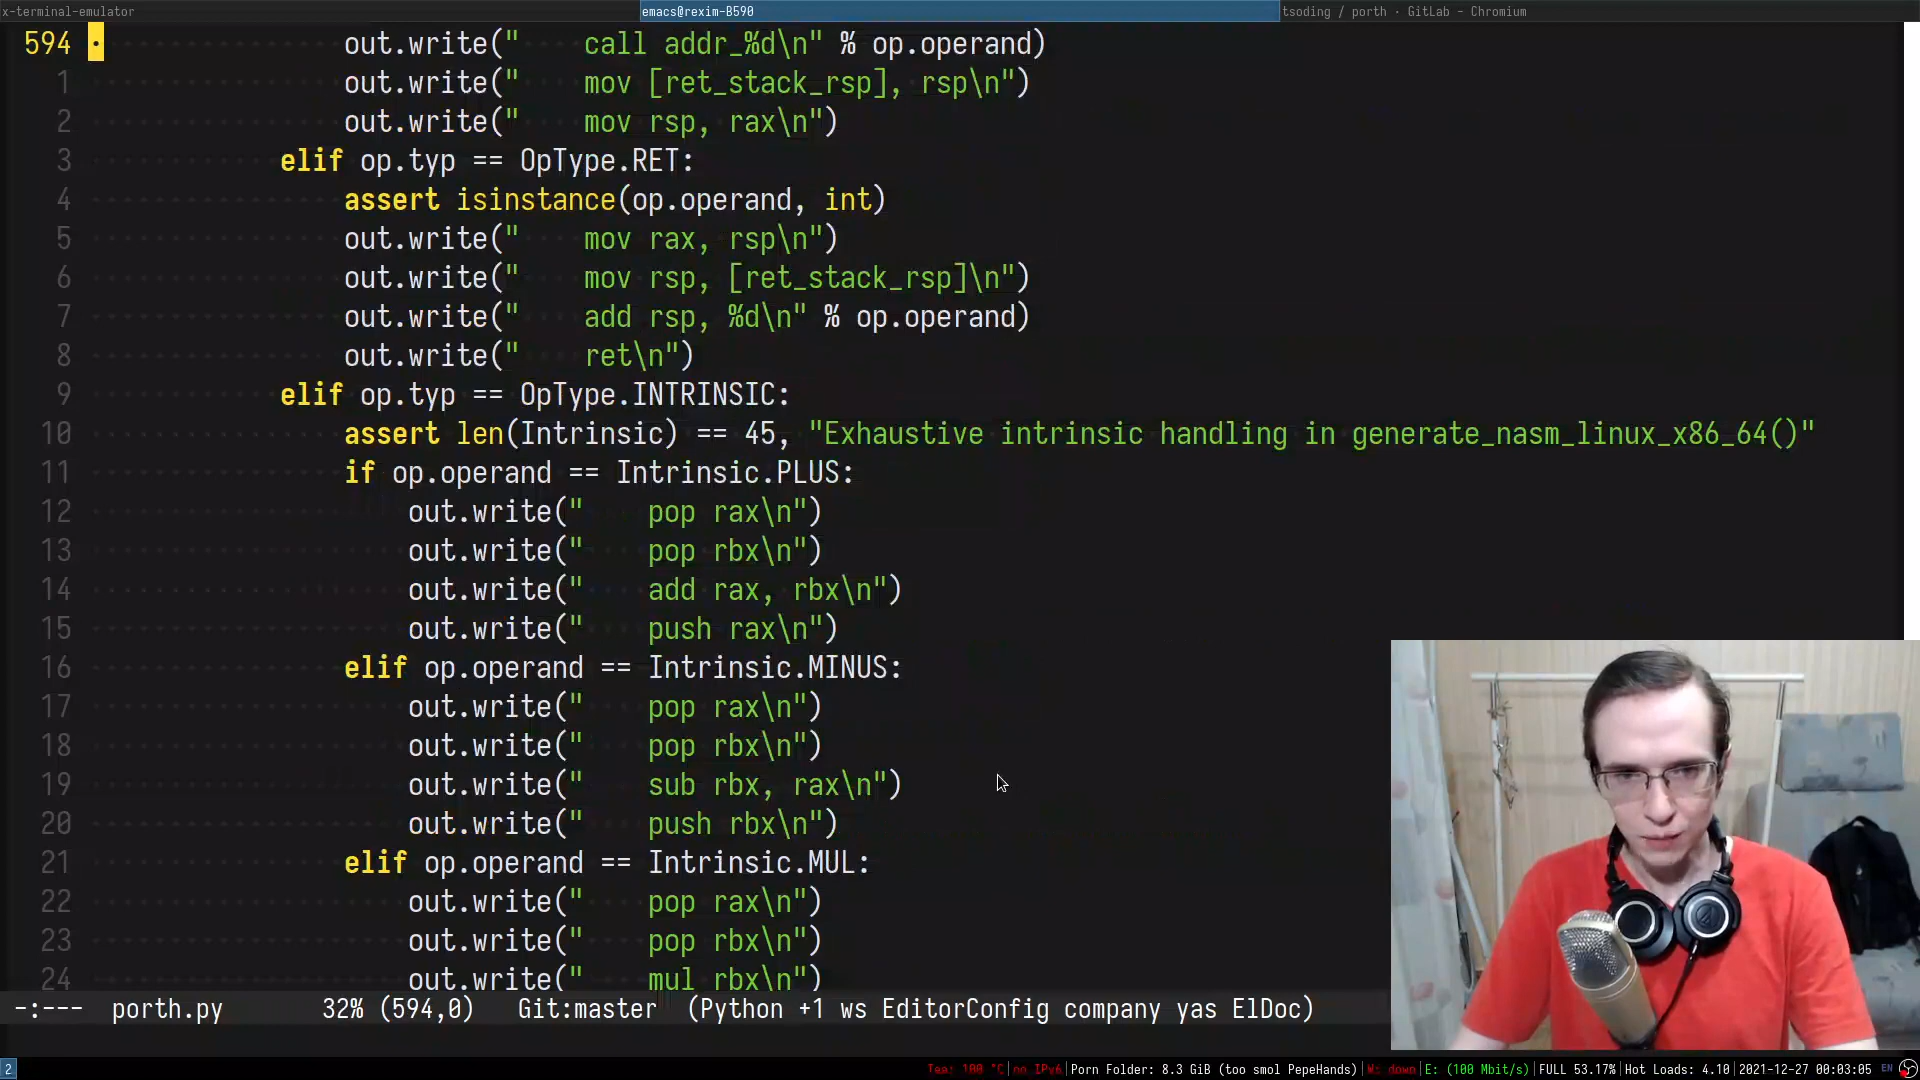 x-terminal-emulator emacs@rexim-B590 tsoding / porth · GitLab - Chromium
594 out.write("    call addr_%d\n" % op.operand)
1 out.write("    mov [ret_stack_rsp], rsp\n")
2 out.write("    mov rsp, rax\n")
3 elif op.typ == OpType.RET:
4 assert isinstance(op.operand, int)
5 out.write("    mov rax, rsp\n")
6 out.write("    mov rsp, [ret_stack_rsp]\n")
7 out.write("    add rsp, %d\n" % op.operand)
8 out.write("    ret\n")
9 elif op.typ == OpType.INTRINSIC:
10 assert len(Intrinsic) == 45, "Exhaustive intrinsic handling in generate_nasm_linux_x86_64()"
11 if op.operand == Intrinsic.PLUS:
12 out.write("    pop rax\n")
13 out.write("    pop rbx\n")
14 out.write("    add rax, rbx\n")
15 out.write("    push rax\n")
16 elif op.operand == Intrinsic.MINUS:
17 out.write("    pop rax\n")
18 out.write("    pop rbx\n")
19 out.write("    sub rbx, rax\n")
20 out.write("    push rbx\n")
21 elif op.operand == Intrinsic.MUL:
22 out.write("    pop rax\n")
23 out.write("    pop rbx\n")
24 out.write("    mul rbx\n")
-:--- porth.py 32% (594,0) Git:master (Python +1 ws EditorConfig company yas ElDoc)
2 Tea: 100 °C|no IPv6|Porn Folder: 8.3 GiB (too smol PepeHands)|W: down|E: (100 Mbit/s)|FULL 53.17%|Hot Loads: 4.10|2021-12-27 00:03:05 EN